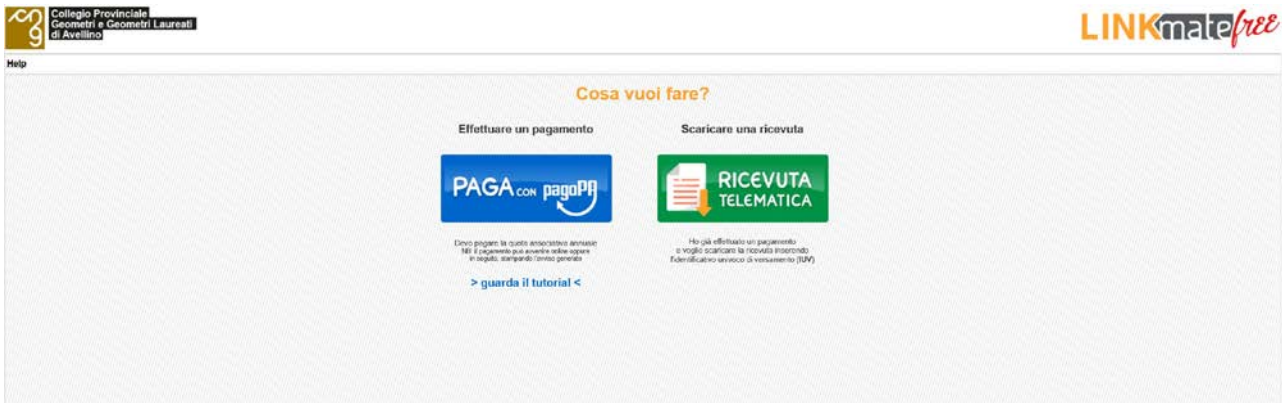 Collegio Provinciale
Geometri e Geometri Laureati
di Avellino
LINKmatefree
Help
Cosa vuoi fare?
Effettuare un pagamento
Scaricare una ricevuta
PAGA CON pagoPA
RICEVUTA
TELEMATICA
Devo pagare la quota associativa annuale
NB: il pagamento può avvenire online oppure
in seguito, stampando l'avviso generato
> guarda il tutorial <
Ho già effettuato un pagamento
e voglio scaricare la ricevuta inserendo
l'identificativo univoco di versamento (IUV)